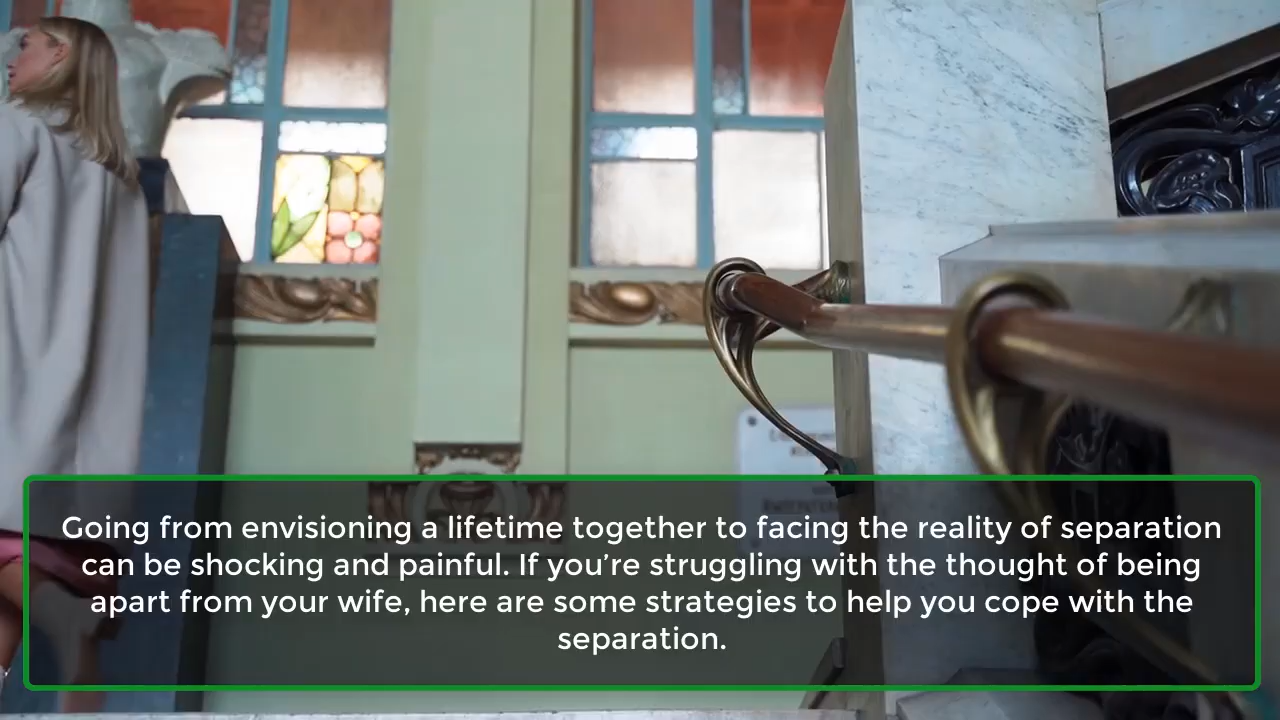 Going from envisioning a lifetime together to facing the reality of separation
can be shocking and painful. If you’re struggling with the thought of being
apart from your wife, here are some strategies to help you cope with the
separation.